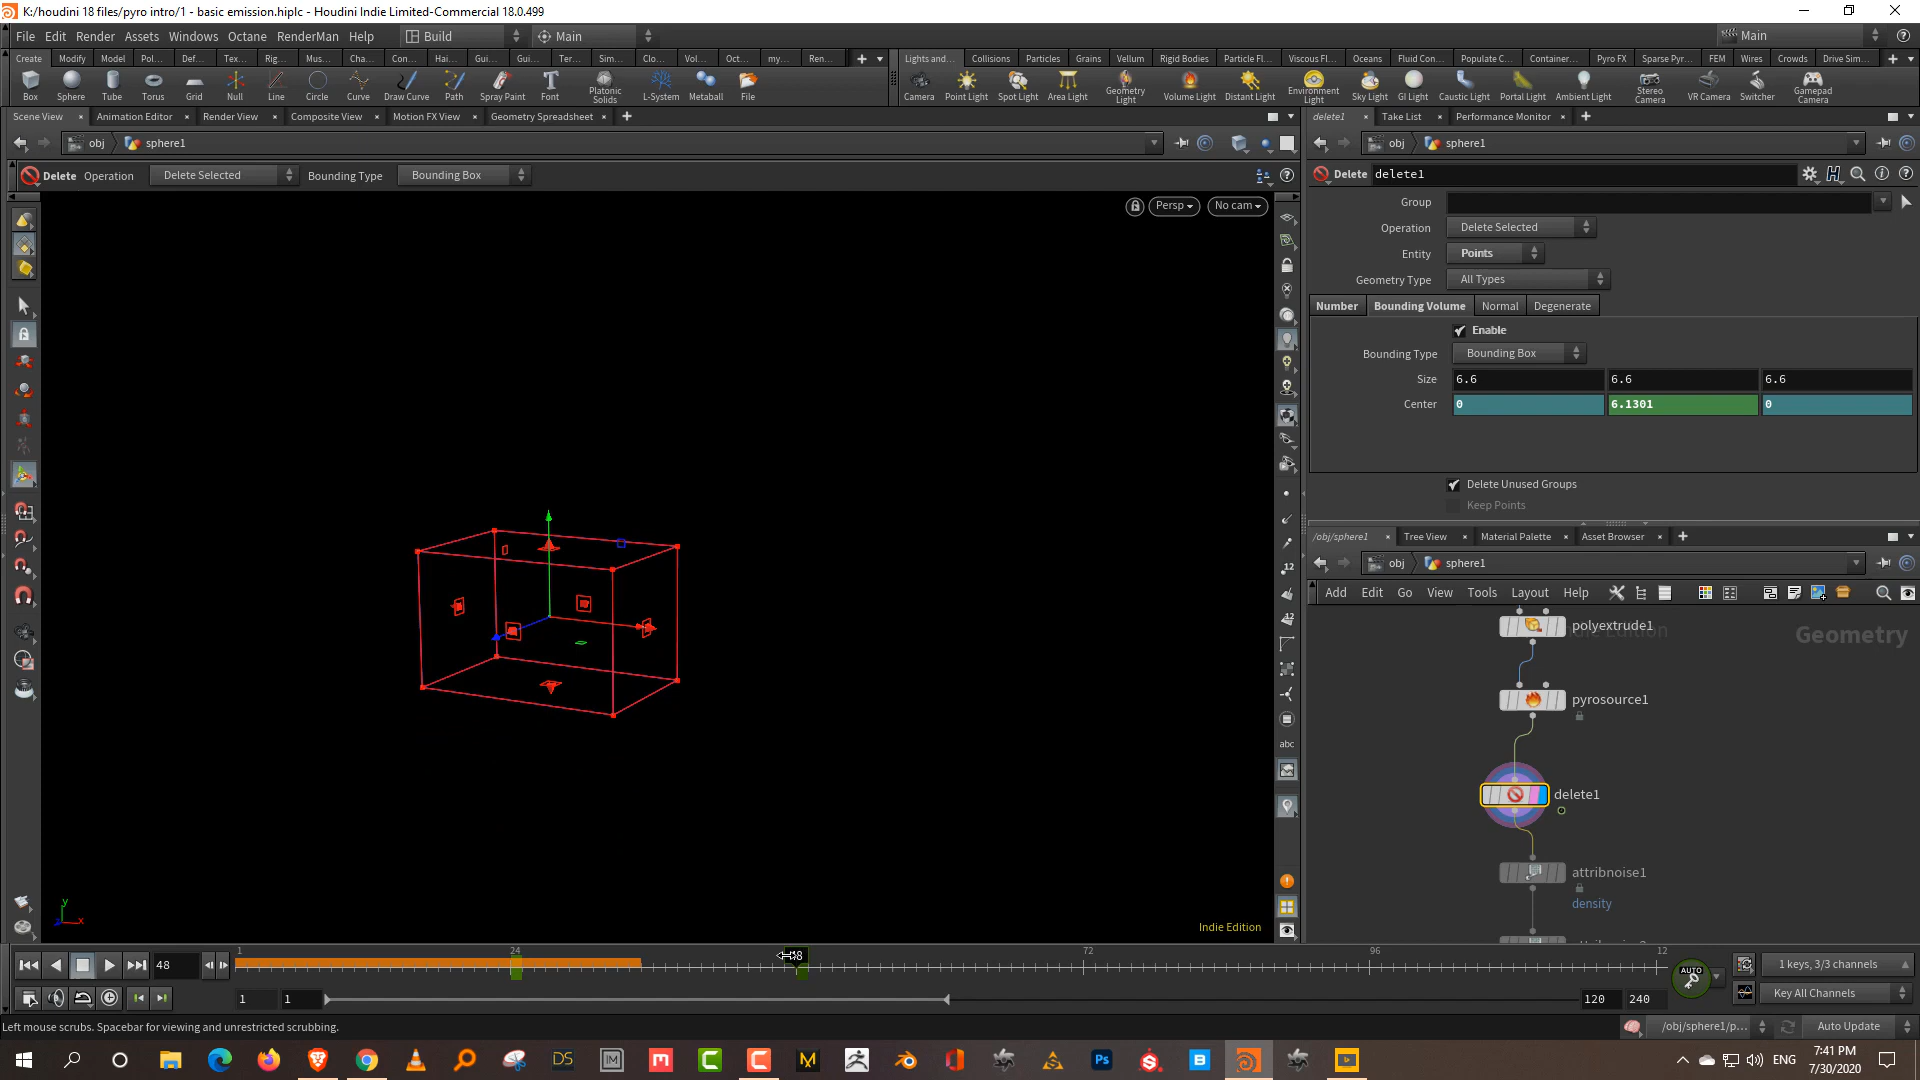 K:/houdini 18 files/pyro intro/1 - basic emission.hiplc - Houdini Indie Limited-Commercial 18.0.499
File Edit Render Assets Windows Octane RenderMan Help Build Main Main
Create Modify Model Pol... Def... Tex... Rig... Mus... Cha... Con... Hai... Gui... Gui... Ter... Sim... Clo... Vol... Oct... my... Ren...
Lights and... Collisions Particles Grains Vellum Rigid Bodies Particle Fl... Viscous Fl... Oceans Fluid Con... Populate C... Container... Pyro FX Sparse Pyr... FEM Wires Crowds Drive Sim...
Box Sphere Tube Torus Grid Null Line Circle Curve Draw Curve Path Spray Paint Font Platonic Solids L-System Metaball File
Camera Point Light Spot Light Area Light Geometry Light Volume Light Distant Light Environment Light Sky Light GI Light Caustic Light Portal Light Ambient Light Stereo Camera VR Camera Switcher Gamepad Camera
Scene View Animation Editor Render View Composite View Motion FX View Geometry Spreadsheet
delete1 Take List Performance Monitor
obj sphere1
obj sphere1
Delete Operation Delete Selected Bounding Type Bounding Box
Delete delete1
Persp No cam
Group
Operation Delete Selected
Entity Points
Geometry Type All Types
Number Bounding Volume Normal Degenerate
Enable
Bounding Type Bounding Box
Size 6.6 6.6 6.6
Center 0 6.1301 0
Delete Unused Groups
Keep Points
/obj/sphere1 Tree View Material Palette Asset Browser
obj sphere1
Add Edit Go View Tools Layout Help
polyextrude1
Geometry
pyrosource1
delete1
attribnoise1
density
12
12
abc
y
x
Indie Edition
1 24 48 72 96 12
48
1 1 120 240
AUTO
1 keys, 3/3 channels
Key All Channels
Left mouse scrubs. Spacebar for viewing and unrestricted scrubbing.
/obj/sphere1/p... Auto Update
ENG
7:41 PM
7/30/2020